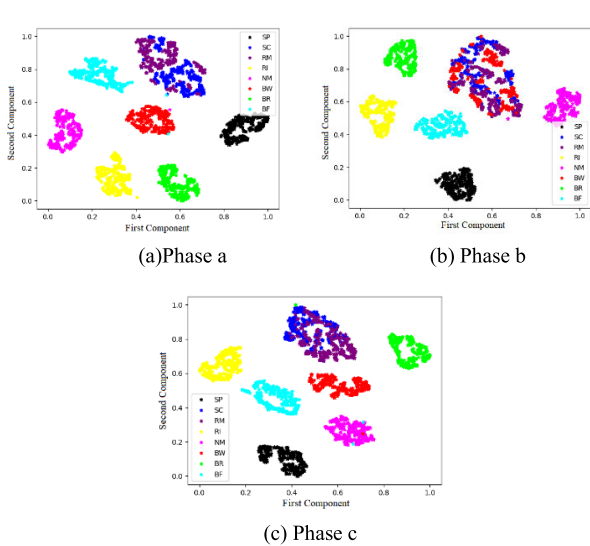 1.0
0.8
0.6
0.4
0.2
0.0
Second Component
SP
SC
RM
RI
NM
BW
BR
BF
0.0 0.2 0.4 0.6 0.8 1.0
First Component
(a)Phase a
1.0
0.8
0.6
0.4
0.2
0.0
Second Component
SP
SC
RM
RI
NM
BW
BR
BF
0.0 0.2 0.4 0.6 0.8 1.0
First Component
(b) Phase b
1.0
0.8
0.6
0.4
0.2
0.0
Second Component
SP
SC
RM
RI
NM
BW
BR
BF
0.0 0.2 0.4 0.6 0.8 1.0
First Component
(c) Phase c